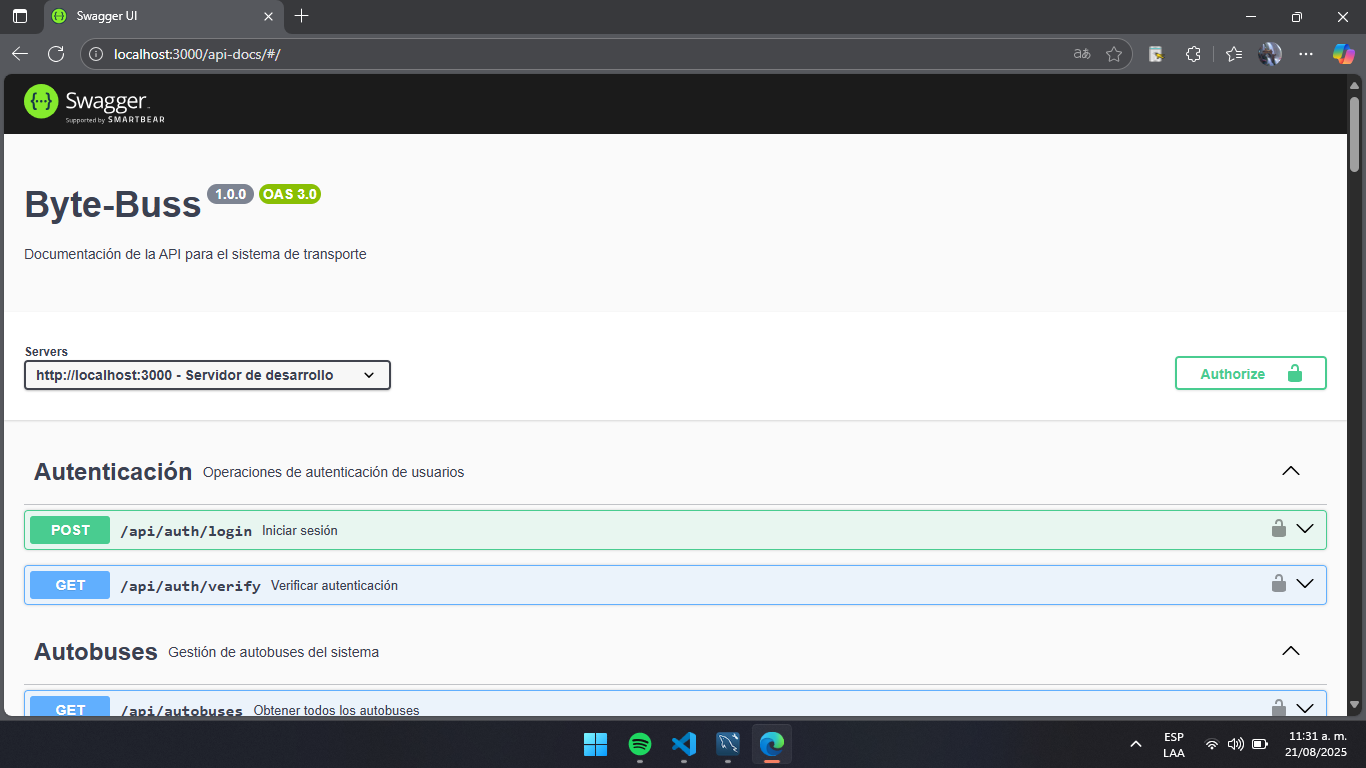 Swagger UI
localhost:3000/api-docs/#/
aあ
{··}
Swagger
Supported by SMARTBEAR
Byte-Buss 1.0.0 OAS 3.0
Documentación de la API para el sistema de transporte
Servers
http://localhost:3000 - Servidor de desarrollo
Authorize
Autenticación Operaciones de autenticación de usuarios
POST /api/auth/login Iniciar sesión
GET /api/auth/verify Verificar autenticación
Autobuses Gestión de autobuses del sistema
GET /api/autobuses Obtener todos los autobuses
ESP
LAA
11:31 a. m.
21/08/2025